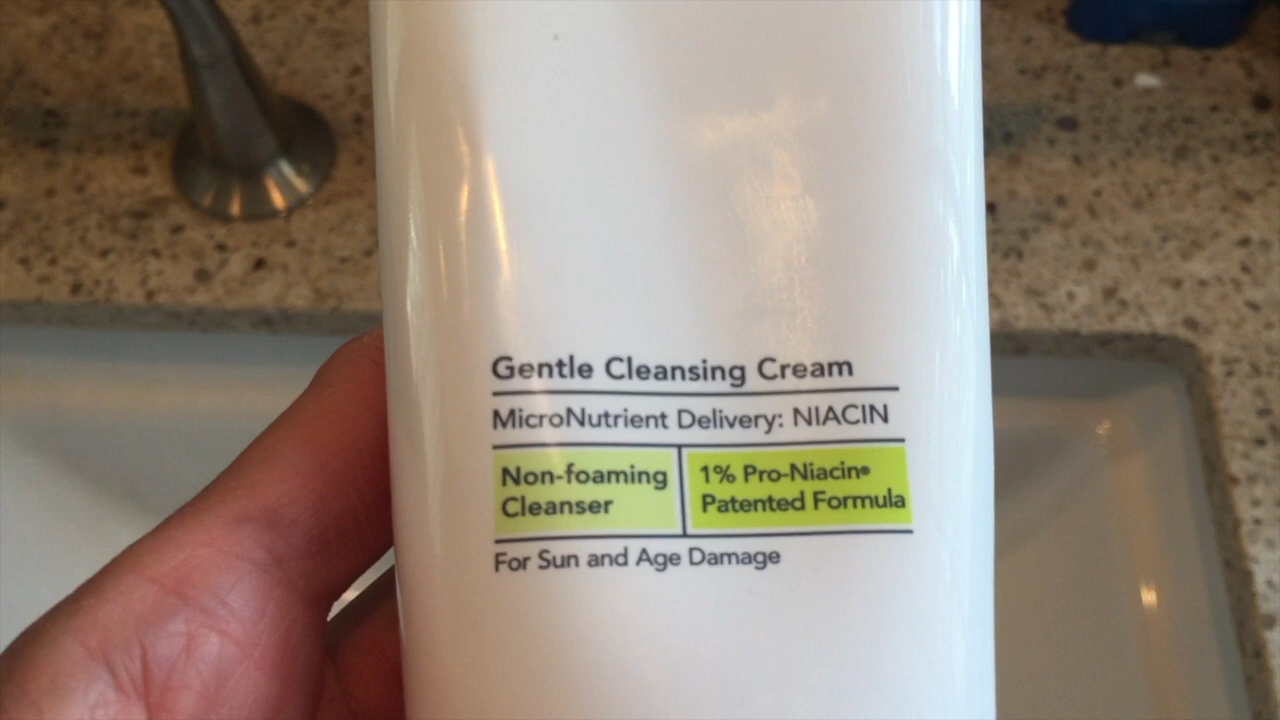 Gentle Cleansing Cream
MicroNutrient Delivery: NIACIN
Non-foaming
Cleanser
1% Pro-Niacin®
Patented Formula
For Sun and Age Damage